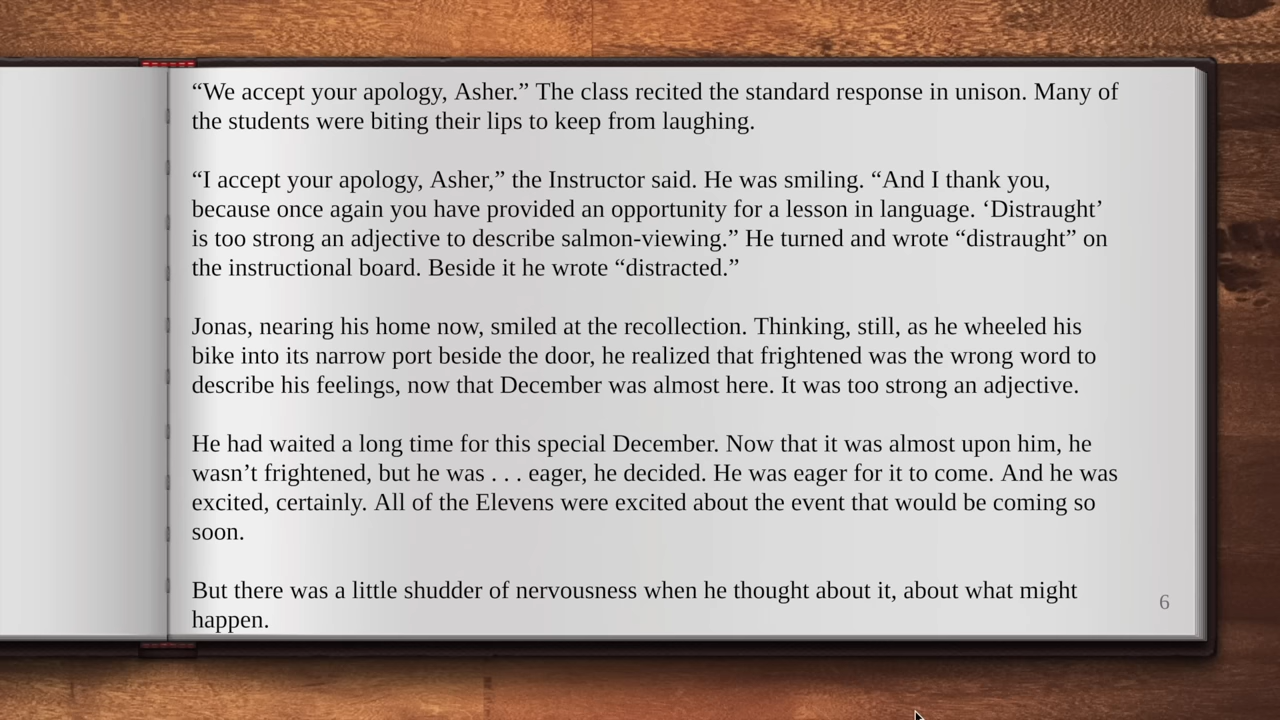 “We accept your apology, Asher.” The class recited the standard response in unison. Many of
the students were biting their lips to keep from laughing.
“I accept your apology, Asher,” the Instructor said. He was smiling. “And I thank you,
because once again you have provided an opportunity for a lesson in language. ‘Distraught’
is too strong an adjective to describe salmon-viewing.” He turned and wrote “distraught” on
the instructional board. Beside it he wrote “distracted.”
Jonas, nearing his home now, smiled at the recollection. Thinking, still, as he wheeled his
bike into its narrow port beside the door, he realized that frightened was the wrong word to
describe his feelings, now that December was almost here. It was too strong an adjective.
He had waited a long time for this special December. Now that it was almost upon him, he
wasn’t frightened, but he was . . . eager, he decided. He was eager for it to come. And he was
excited, certainly. All of the Elevens were excited about the event that would be coming so
soon.
But there was a little shudder of nervousness when he thought about it, about what might
happen.
6